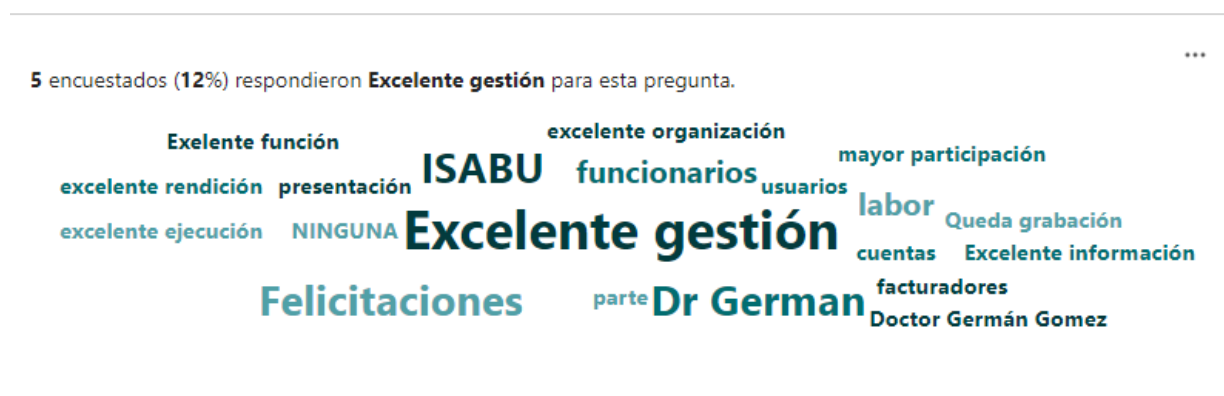 5 encuestados (12%) respondieron Excelente gestión para esta pregunta.
excelente organización
Exelente función
mayor participación
ISABU
funcionarios
excelente rendición
presentación
usuarios
labor
Queda grabación
excelente ejecución
NINGUNA
Excelente gestión
cuentas
Excelente información
facturadores
Felicitaciones
parte
Dr German
Doctor Germán Gomez